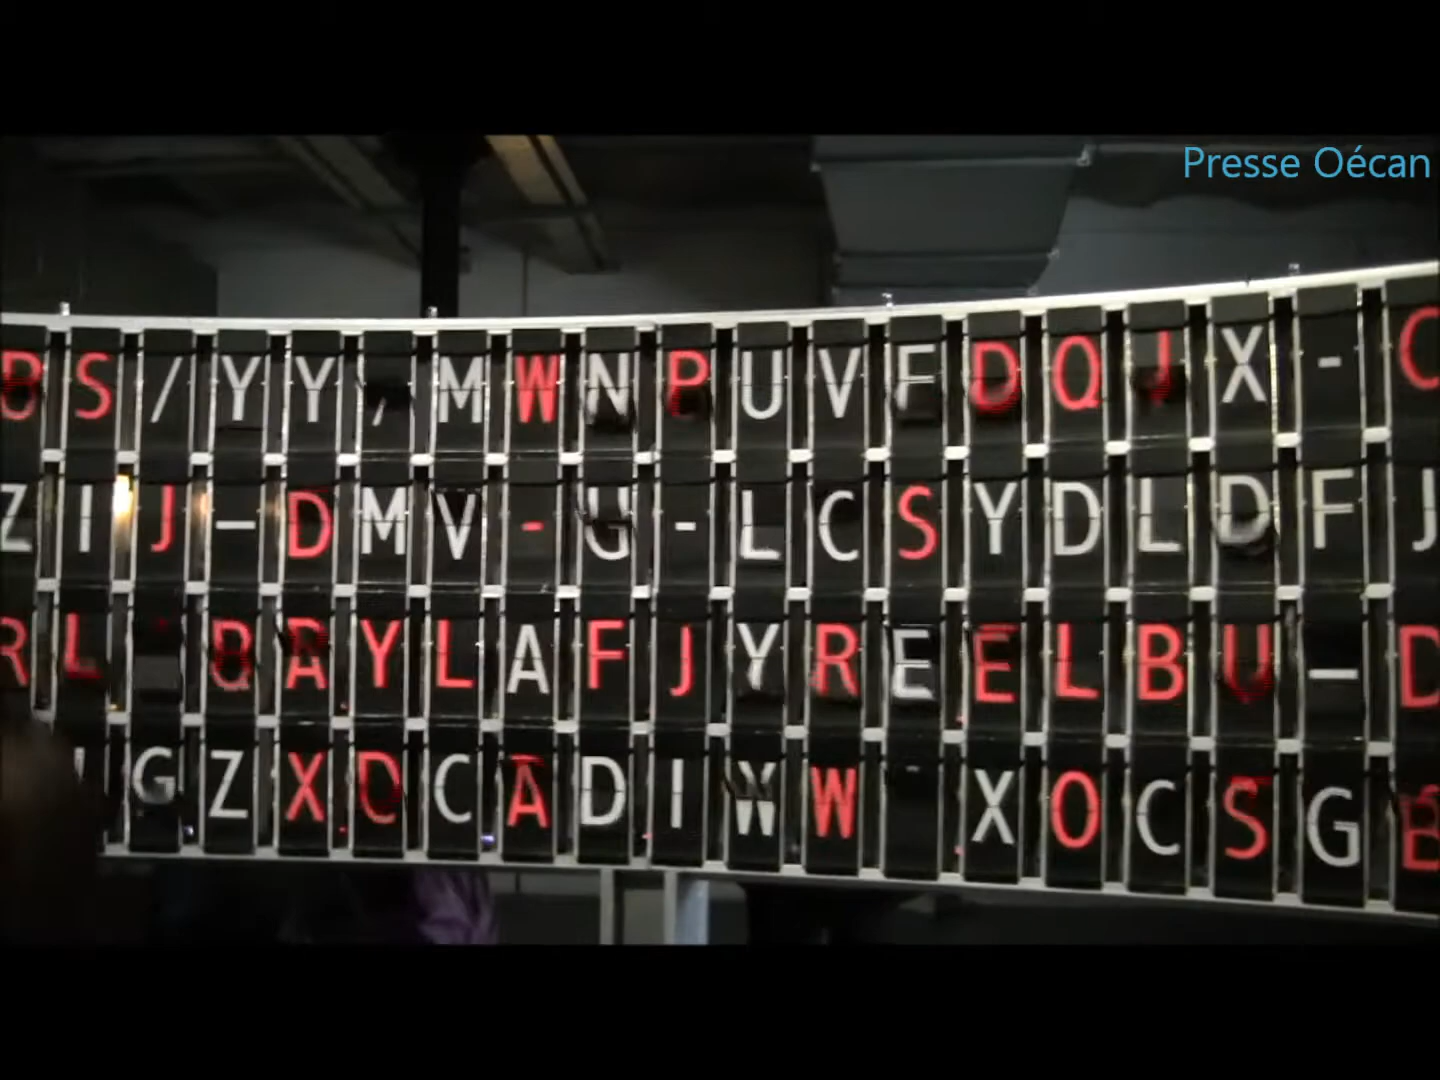 Presse Oécan
S / Y Y / M W N P U V F D Q J X - C
Z I J - D M V - G - L C S Y D L D F J
R L A Y L A F J Y R E E L B U - D
G Z X C A D I W W X O C S G B